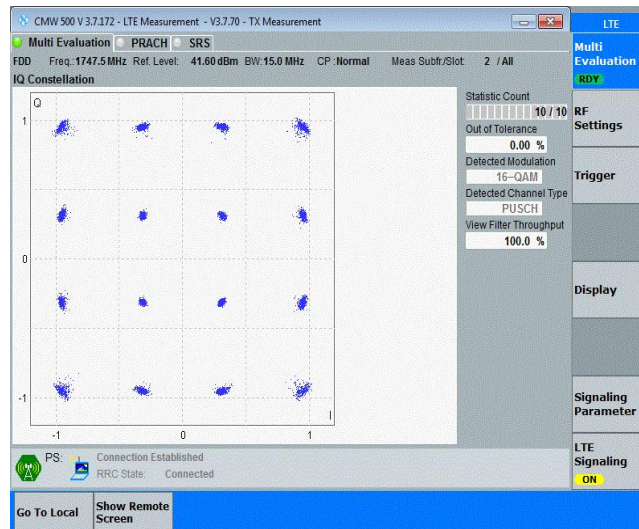 CMW 500 V 3.7.172 - LTE Measurement - V3.7.70 - TX Measurement
LTE
Multi Evaluation PRACH SRS
FDD Freq.:1747.5 MHz Ref. Level: 41.60 dBm BW:15.0 MHz CP :Normal Meas Subfr./Slot: 2 / All
IQ Constellation
Q
1
0
-1
-1 0 1
I
Statistic Count
10 / 10
Out of Tolerance
0.00 %
Detected Modulation
16-QAM
Detected Channel Type
PUSCH
View Filter Throughput
100.0 %
Multi
Evaluation
RDY
RF
Settings
Trigger
Display
Signaling
Parameter
LTE
Signaling
ON
PS: Connection Established
RRC State: Connected
Go To Local
Show Remote
Screen